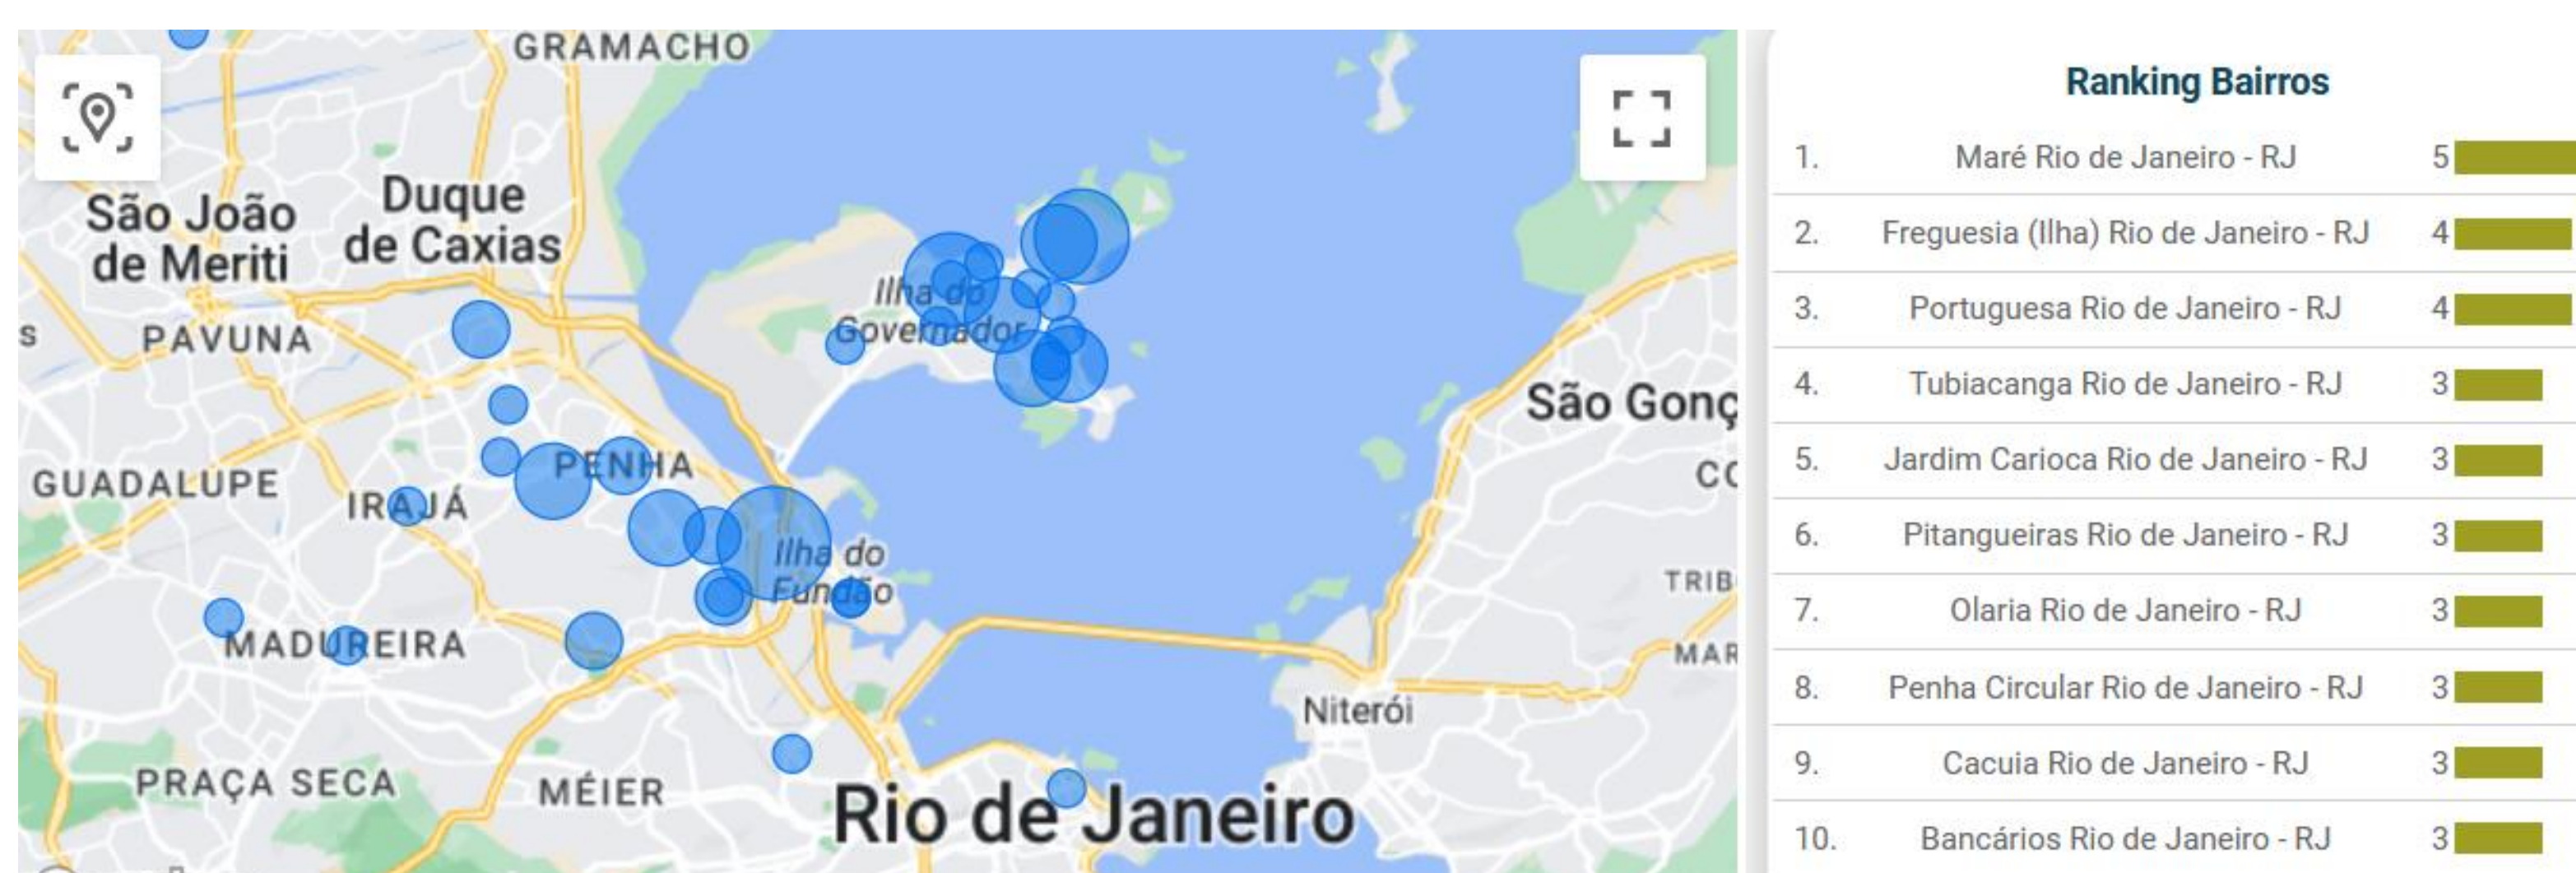 GRAMACHO
São João
de Meriti
Duque
de Caxias
PAVUNA
s
Ilha do
Governador
GUADALUPE
IRAJÁ
PENHA
São Gonç
CO
Ilha do
Fundão
TRIB
MADUREIRA
MAR
Niterói
PRAÇA SECA
MÉIER
Rio de Janeiro
Ranking Bairros
1. Maré Rio de Janeiro - RJ 5
2. Freguesia (Ilha) Rio de Janeiro - RJ 4
3. Portuguesa Rio de Janeiro - RJ 4
4. Tubiacanga Rio de Janeiro - RJ 3
5. Jardim Carioca Rio de Janeiro - RJ 3
6. Pitangueiras Rio de Janeiro - RJ 3
7. Olaria Rio de Janeiro - RJ 3
8. Penha Circular Rio de Janeiro - RJ 3
9. Cacuia Rio de Janeiro - RJ 3
10. Bancários Rio de Janeiro - RJ 3